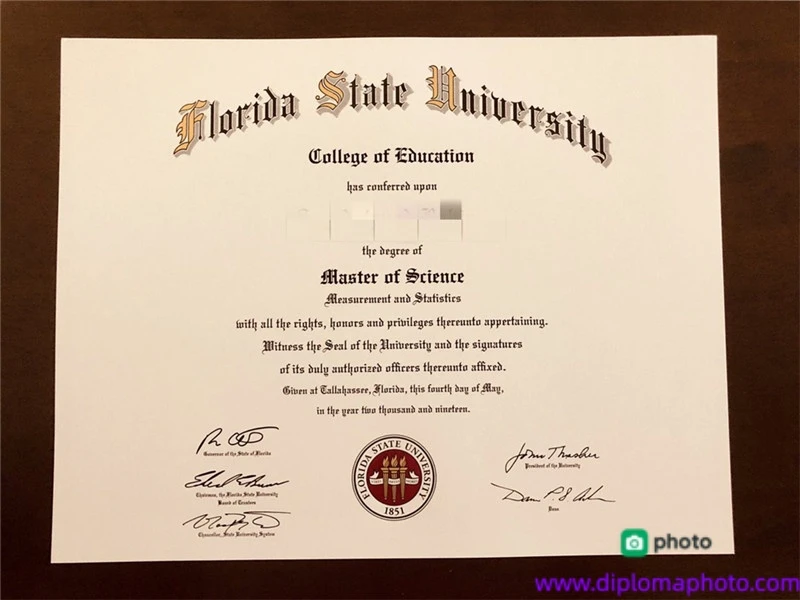 Florida State University
College of Education
has conferred upon
the degree of
Master of Science
Measurement and Statistics
with all the rights, honors and privileges thereunto appertaining.
Witness the Seal of the University and the signatures
of its duly authorized officers thereunto affixed.
Given at Tallahassee, Florida, this fourth day of May,
in the year two thousand and nineteen.
Governor of the State of Florida
Chairman, the Florida State University
Board of Trustees
Chancellor, State University System
FLORIDA STATE UNIVERSITY
1851
John Thrasher
President of the University
Dean
photo
www.diplomaphoto.com